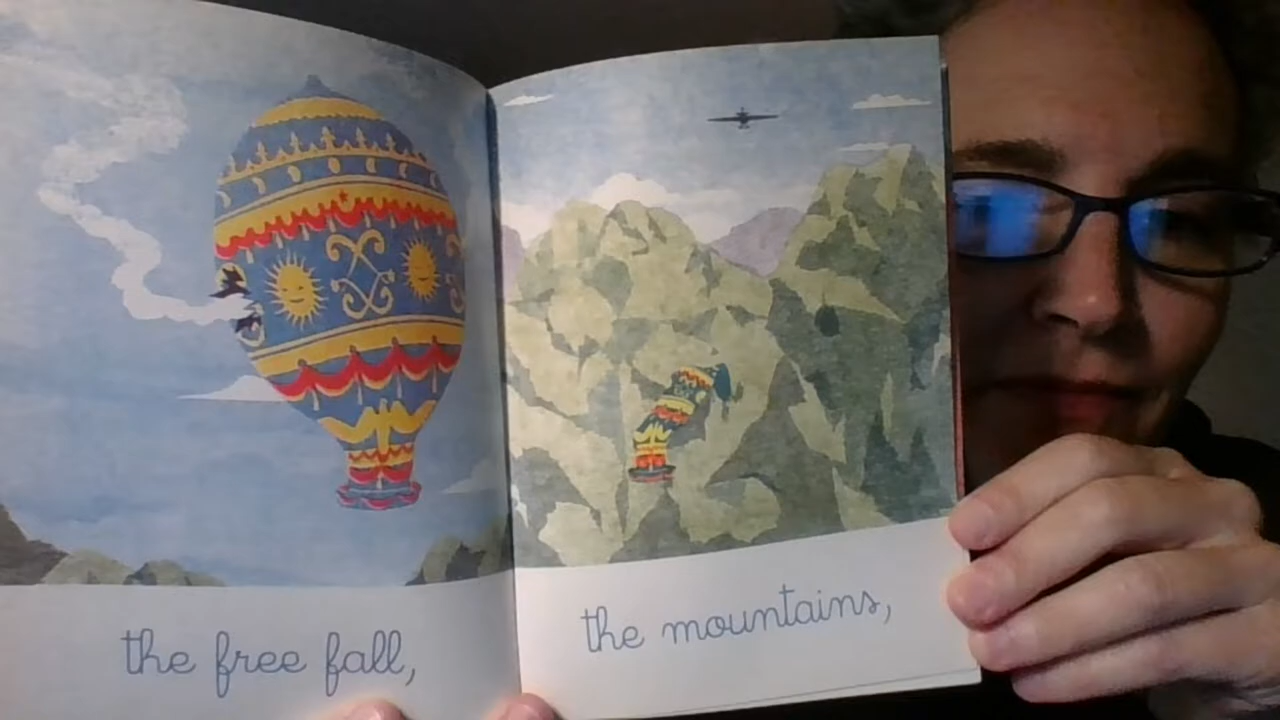 the free fall,
the mountains,